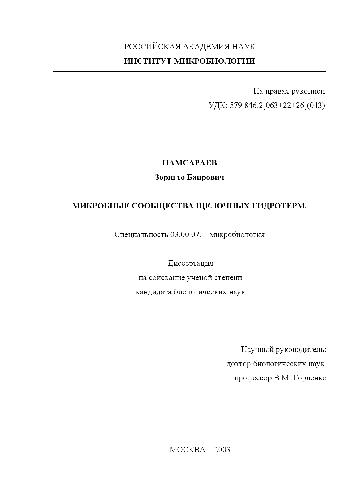 РОССИЙСКАЯ АКАДЕМИЯ НАУК
ИНСТИТУТ МИКРОБИОЛОГИИ
На правах рукописи
УДК: 579.846.2.063+22+26.(043)
НАМСАРАЕВ
Зоригто Баирович
МИКРОБНЫЕ СООБЩЕСТВА ЩЕЛОЧНЫХ ГИДРОТЕРМ.
Специальность 03.00.07. - микробиология
Диссертация
на соискание ученой степени
кандидата биологических наук
Научный руководитель:
доктор биологических наук,
профессор В.М. Горленко
МОСКВА - 2003